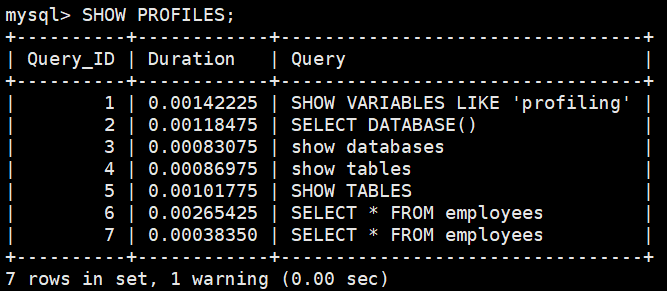 mysql> SHOW PROFILES;
+----------+------------+---------------------------------+
| Query_ID | Duration   | Query                           |
+----------+------------+---------------------------------+
|        1 | 0.00142225 | SHOW VARIABLES LIKE 'profiling' |
|        2 | 0.00118475 | SELECT DATABASE()               |
|        3 | 0.00083075 | show databases                  |
|        4 | 0.00086975 | show tables                     |
|        5 | 0.00101775 | SHOW TABLES                     |
|        6 | 0.00265425 | SELECT * FROM employees         |
|        7 | 0.00038350 | SELECT * FROM employees         |
+----------+------------+---------------------------------+
7 rows in set, 1 warning (0.00 sec)